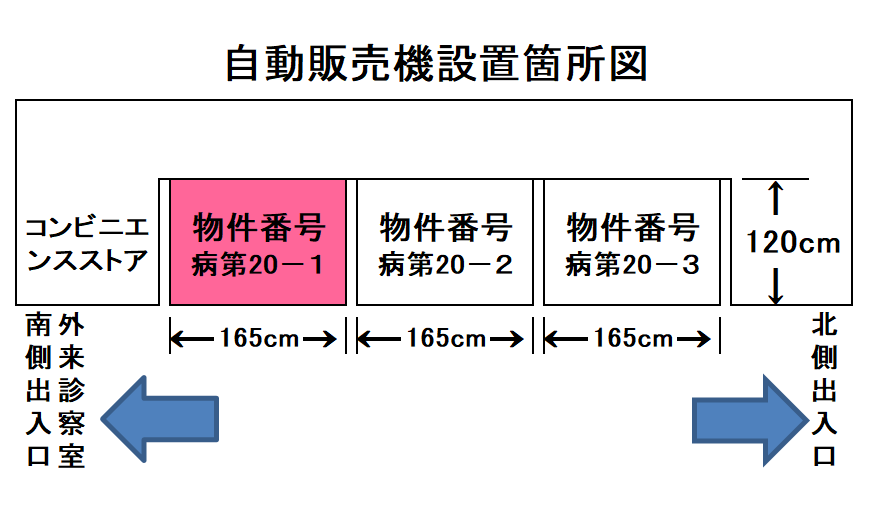 自動販売機設置箇所図
コンビニエ
ンスストア
物件番号
病第20－1
物件番号
病第20－2
物件番号
病第20－3
120cm
165cm
165cm
165cm
外来診察室
南側出入口
北側出入口